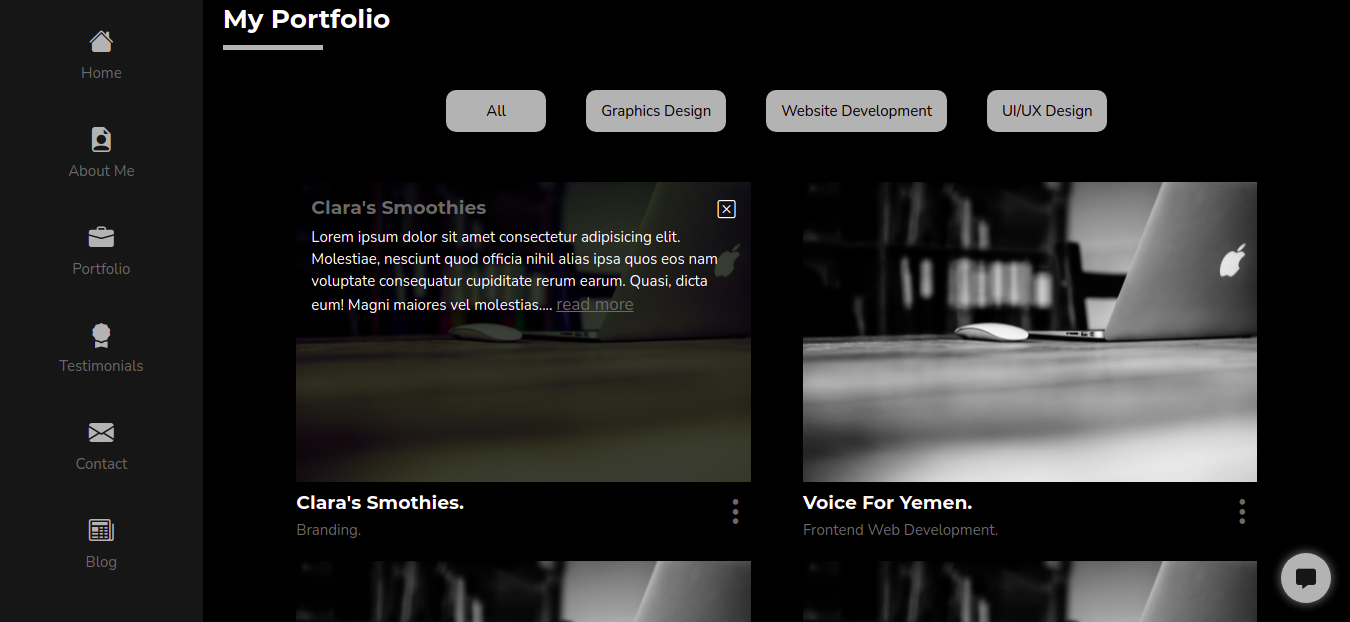 My Portfolio
Home
About Me
Portfolio
Testimonials
Contact
Blog
All
Graphics Design
Website Development
UI/UX Design
Clara's Smoothies
Lorem ipsum dolor sit amet consectetur adipisicing elit.
Molestiae, nesciunt quod officia nihil alias ipsa quos eos nam
voluptate consequatur cupiditate rerum earum. Quasi, dicta
eum! Magni maiores vel molestias.... read more
Clara's Smothies.
Branding.
Voice For Yemen.
Frontend Web Development.